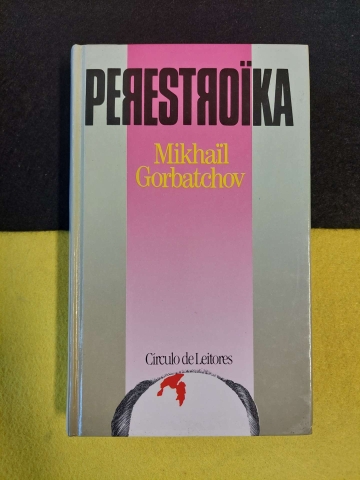 PEЯESTЯOÏKA
Mikhaïl
Gorbatchov
Círculo de Leitores